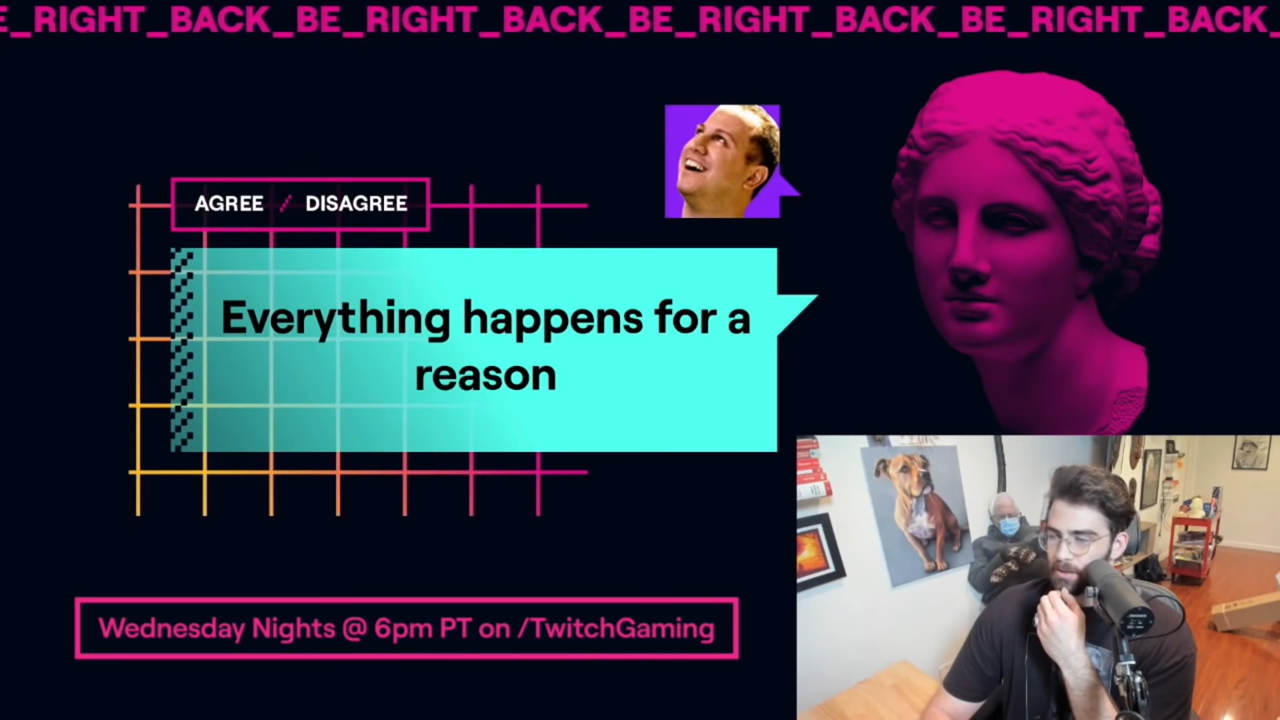 E_RIGHT_BACK_BE_RIGHT_BACK_BE_RIGHT_BACK_BE_RIGHT_BACK_
AGREE / DISAGREE
Everything happens for a
reason
Wednesday Nights @ 6pm PT on /TwitchGaming